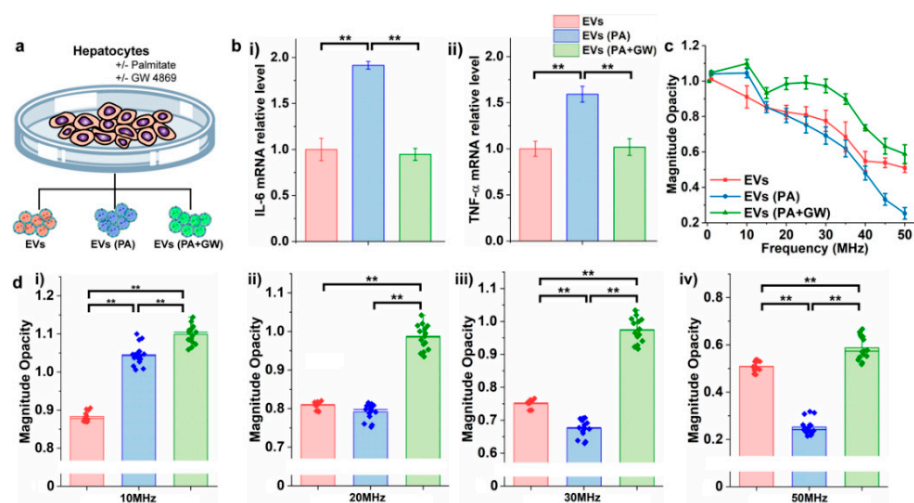 a
Hepatocytes
+/- Palmitate
+/- GW 4869
EVs
EVs (PA)
EVs (PA+GW)
b
i)
**
**
IL-6 mRNA relative level
2.0
1.5
1.0
0.5
0.0
ii)
EVs
EVs (PA)
EVs (PA+GW)
**
**
TNF-α mRNA relative level
2.0
1.5
1.0
0.5
0.0
c
Magnitude Opacity
1.2
1.0
0.8
0.6
0.4
0.2
EVs
EVs (PA)
EVs (PA+GW)
0 10 20 30 40 50
Frequency (MHz)
d
i)
**
**
**
Magnitude Opacity
1.2
1.1
1.0
0.9
0.8
0
10MHz
ii)
**
**
Magnitude Opacity
1.1
1.0
0.9
0.8
0.7
0
20MHz
iii)
**
**
**
Magnitude Opacity
1.1
1.0
0.9
0.8
0.7
0.6
0
30MHz
iv)
**
**
**
Magnitude Opacity
0.8
0.6
0.4
0.2
0
50MHz